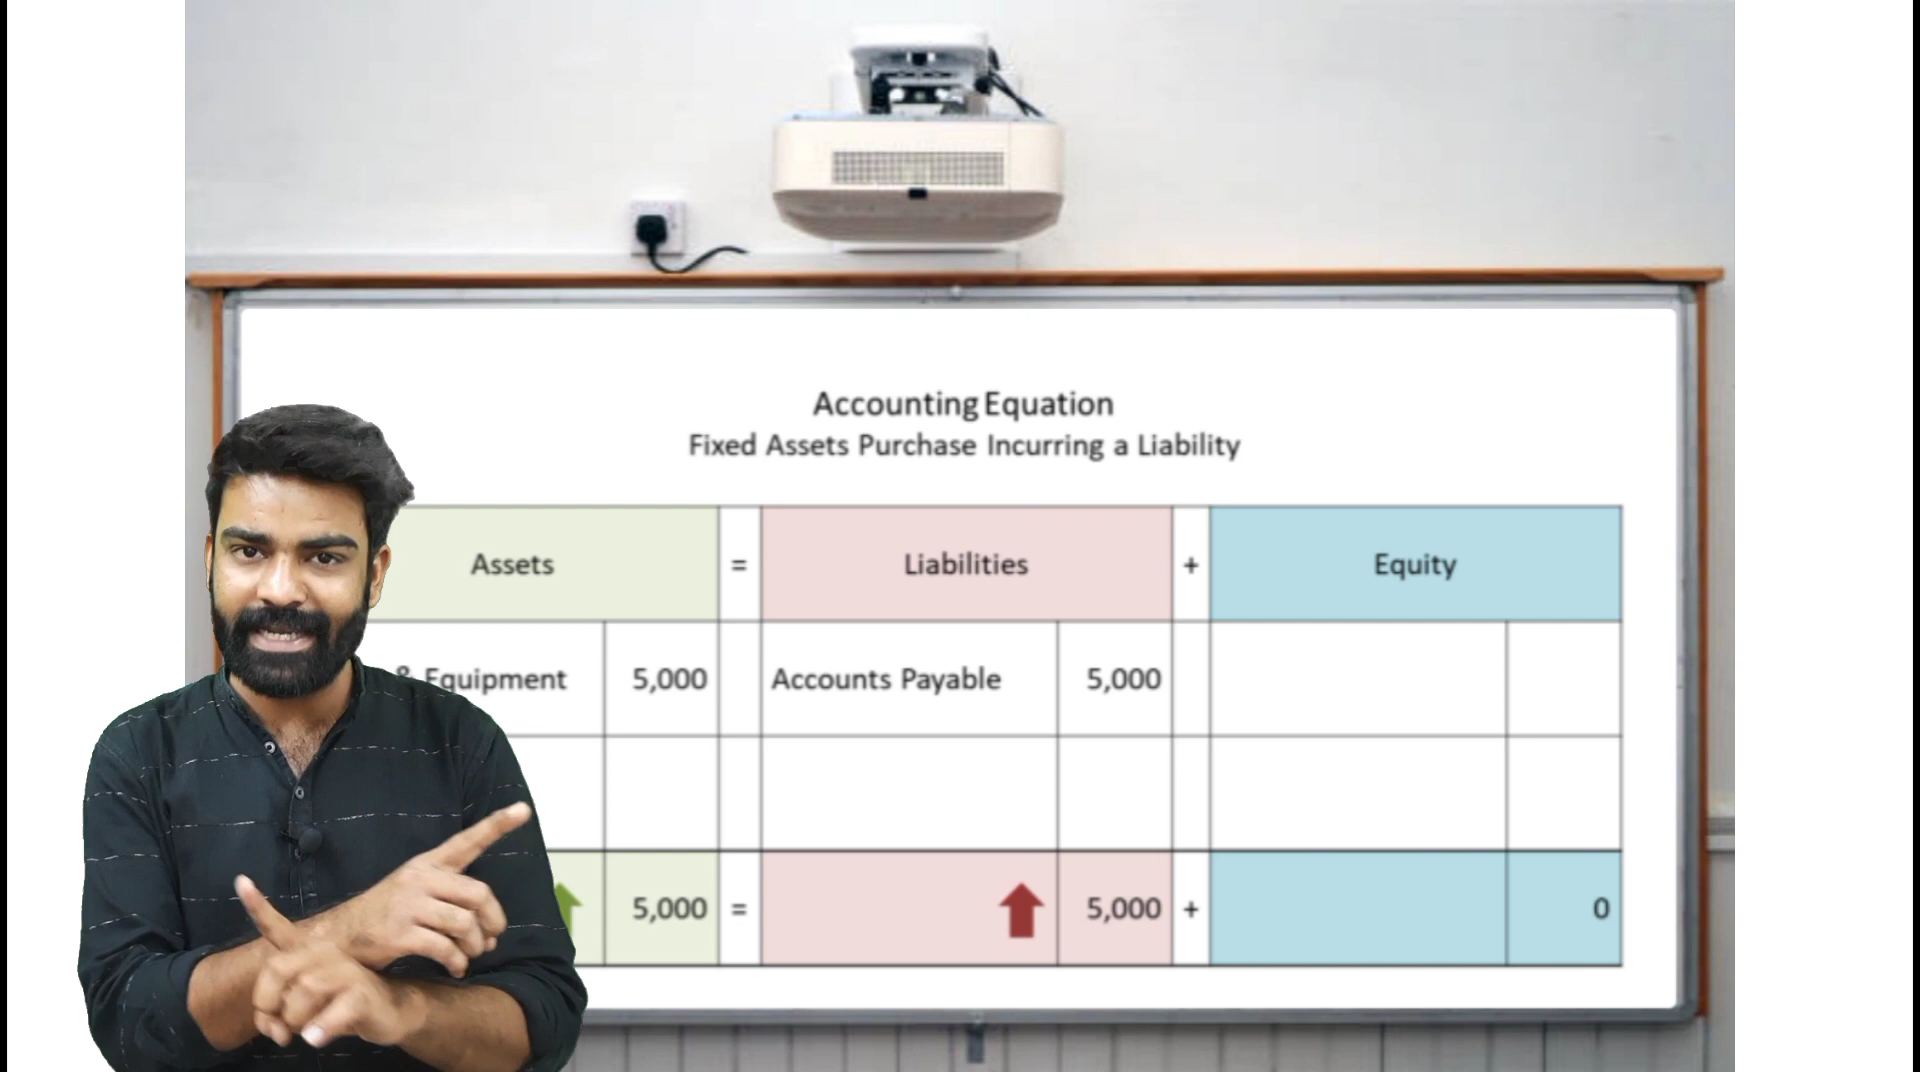 Accounting Equation
Fixed Assets Purchase Incurring a Liability
Assets = Liabilities + Equity
& Equipment 5,000 Accounts Payable 5,000
5,000 = 5,000 + 0